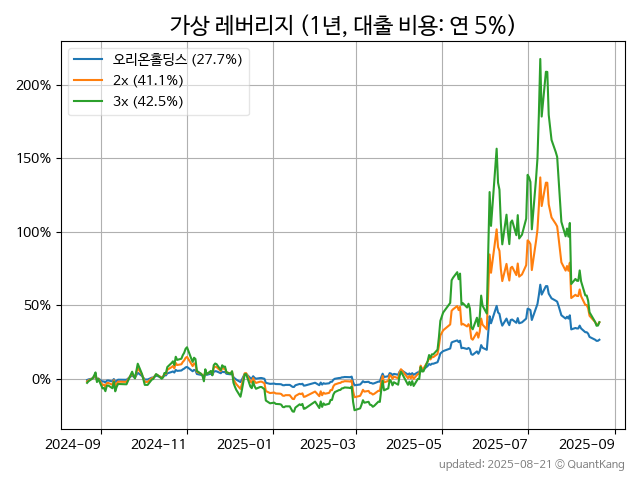 가상 레버리지 (1년, 대출 비용: 연 5%)
오리온홀딩스 (27.7%)
2x (41.1%)
3x (42.5%)
200%
150%
100%
50%
0%
2024-09 2024-11 2025-01 2025-03 2025-05 2025-07 2025-09
updated: 2025-08-21 © QuantKang